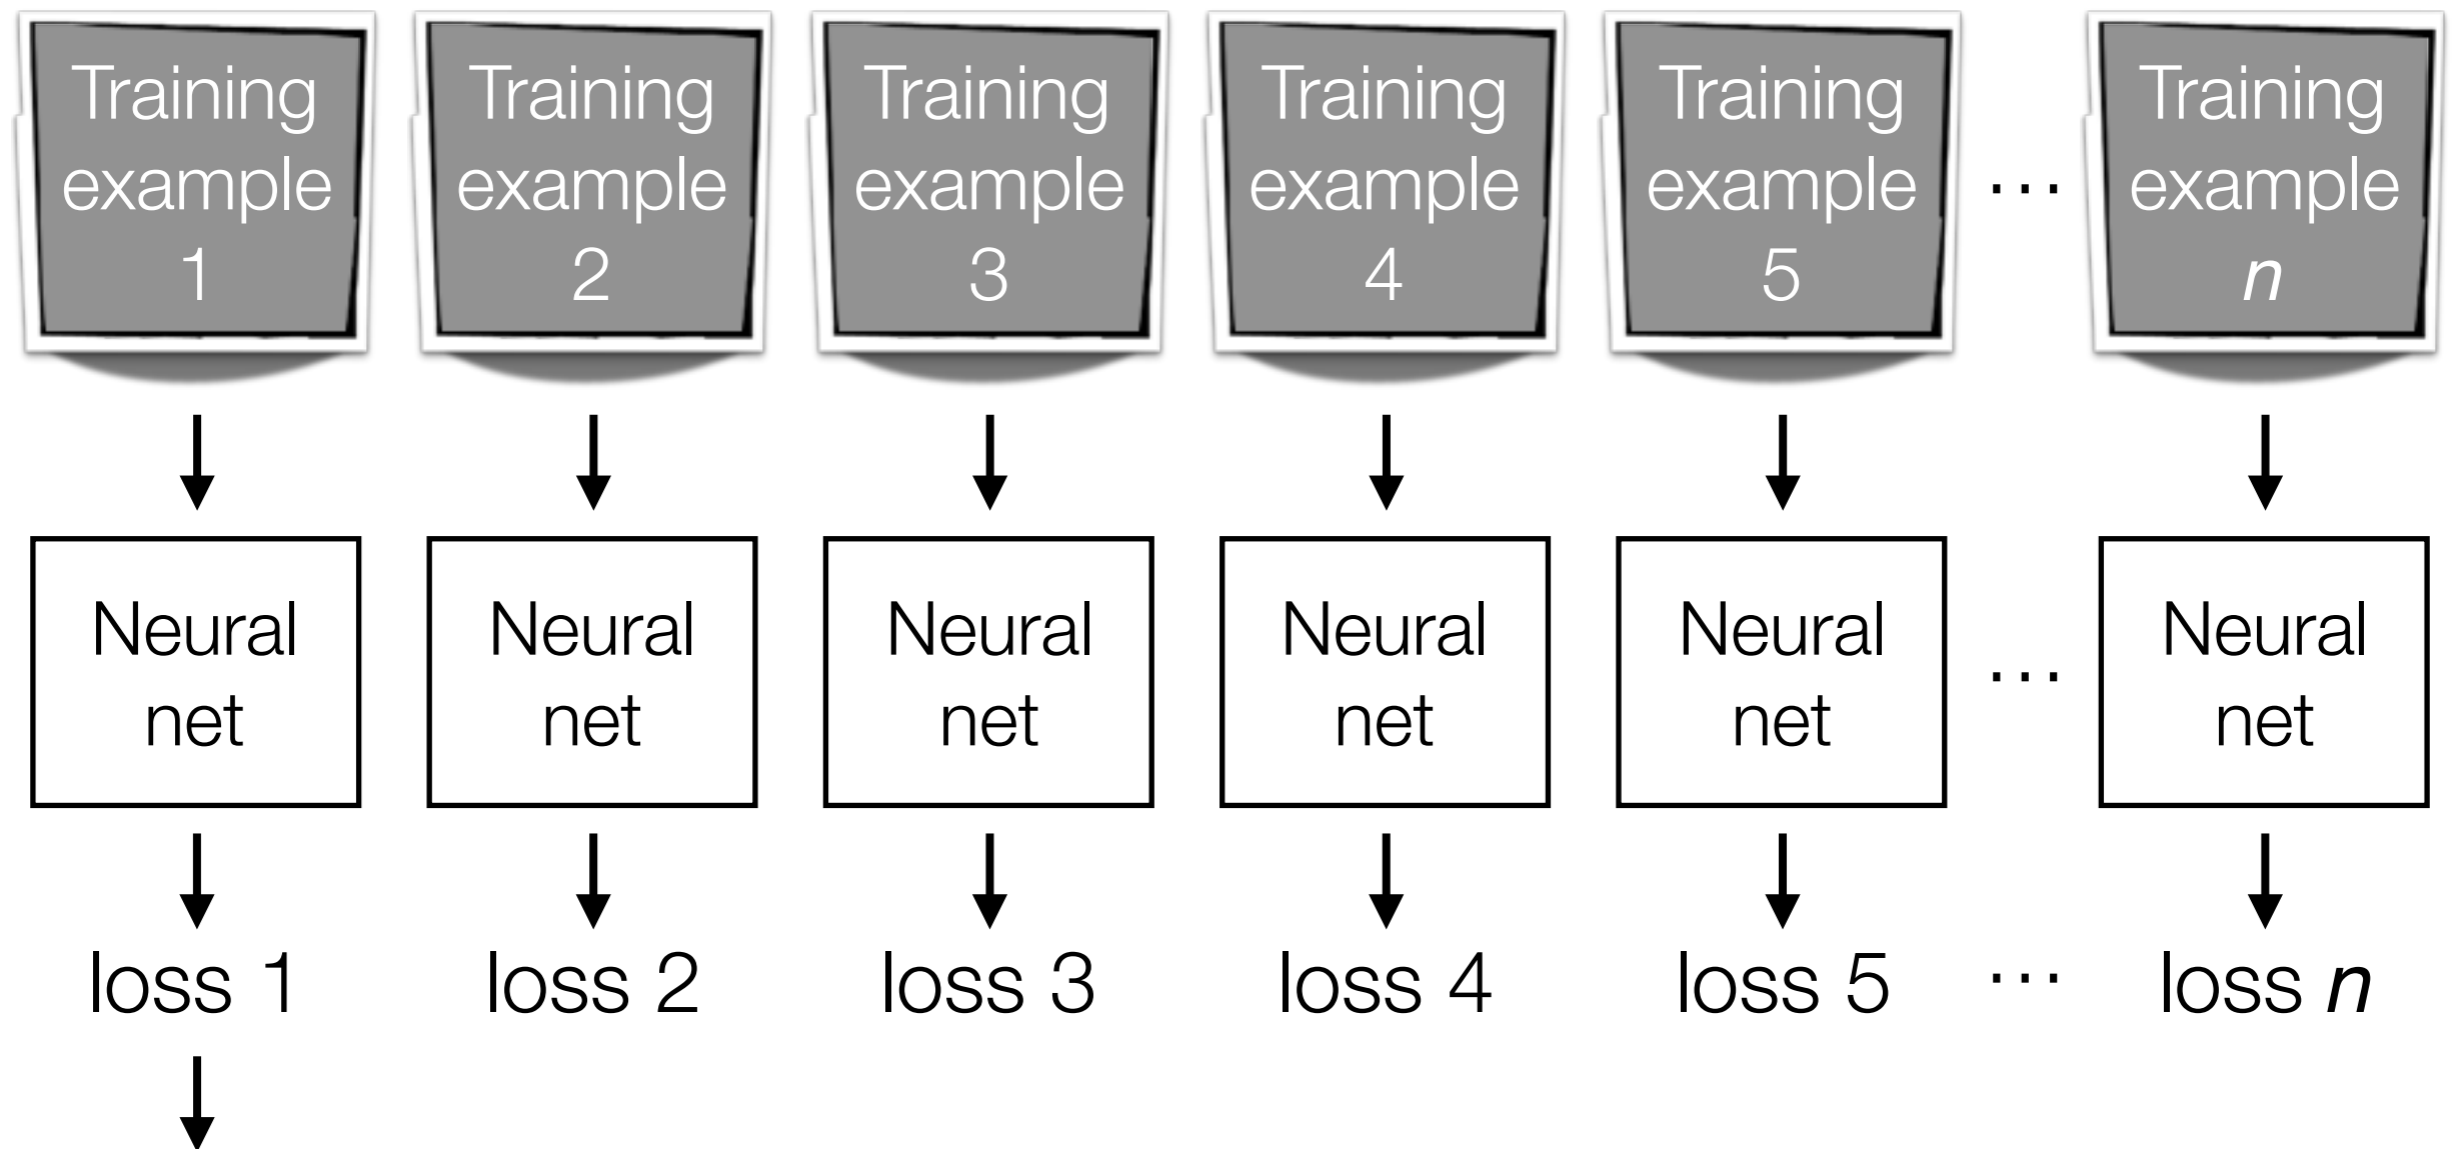 Training
example
1
Training
example
2
Training
example
3
Training
example
4
Training
example
5
...
Training
example
n
Neural
net
Neural
net
Neural
net
Neural
net
Neural
net
...
Neural
net
loss 1
loss 2
loss 3
loss 4
loss 5
...
loss n